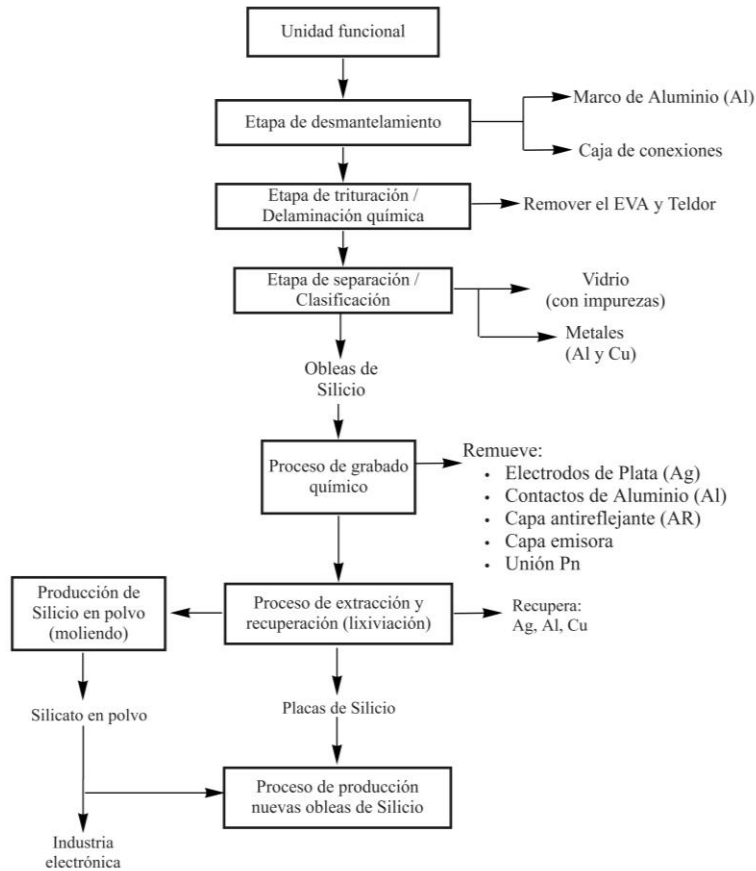 Unidad funcional
Etapa de desmantelamiento
Marco de Aluminio (Al)
Caja de conexiones
Etapa de trituración /
Delaminación química
Remover el EVA y Teldor
Etapa de separación /
Clasificación
Vidrio
(con impurezas)
Metales
(Al y Cu)
Obleas de
Silicio
Proceso de grabado
químico
Remueve:
• Electrodos de Plata (Ag)
• Contactos de Aluminio (Al)
• Capa antireflejante (AR)
• Capa emisora
• Unión Pn
Producción de
Silicio en polvo
(moliendo)
Proceso de extracción y
recuperación (lixiviación)
Recupera:
Ag, Al, Cu
Silicato en polvo
Placas de Silicio
Proceso de producción
nuevas obleas de Silicio
Industria
electrónica